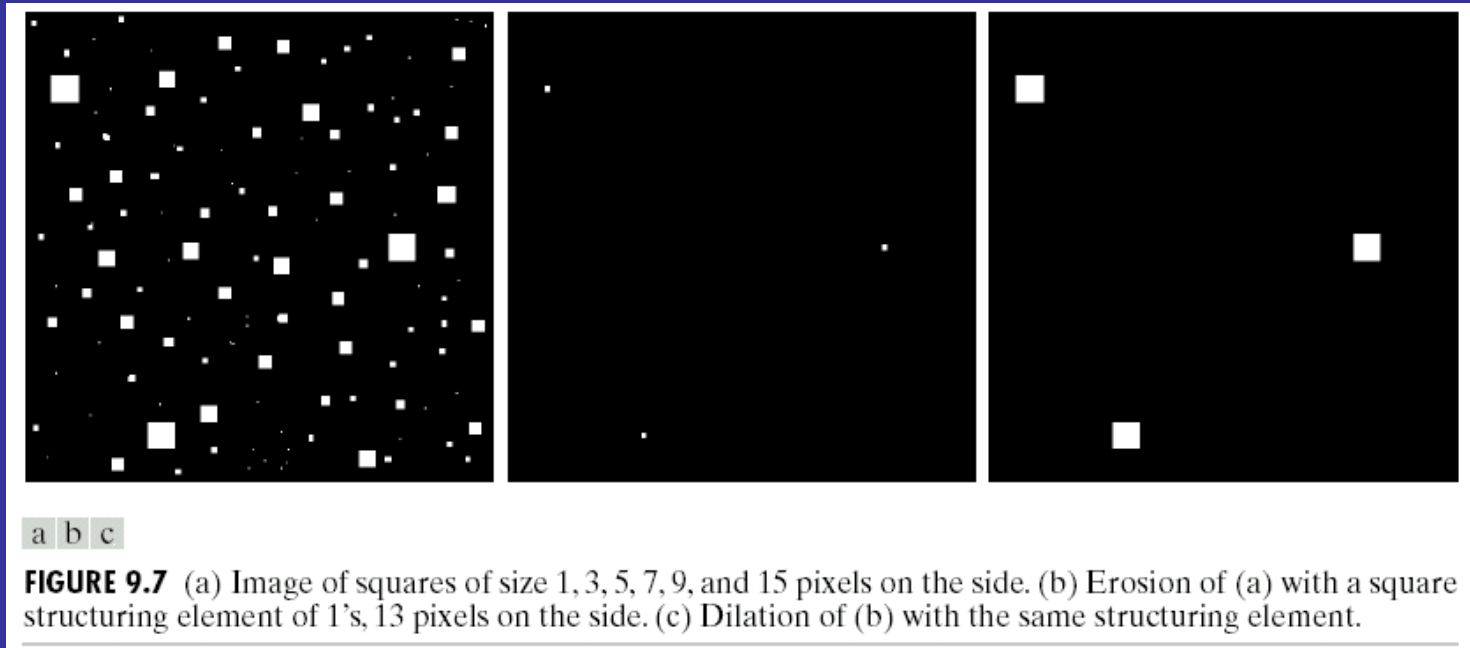 a b c
FIGURE 9.7 (a) Image of squares of size 1, 3, 5, 7, 9, and 15 pixels on the side. (b) Erosion of (a) with a square
structuring element of 1's, 13 pixels on the side. (c) Dilation of (b) with the same structuring element.